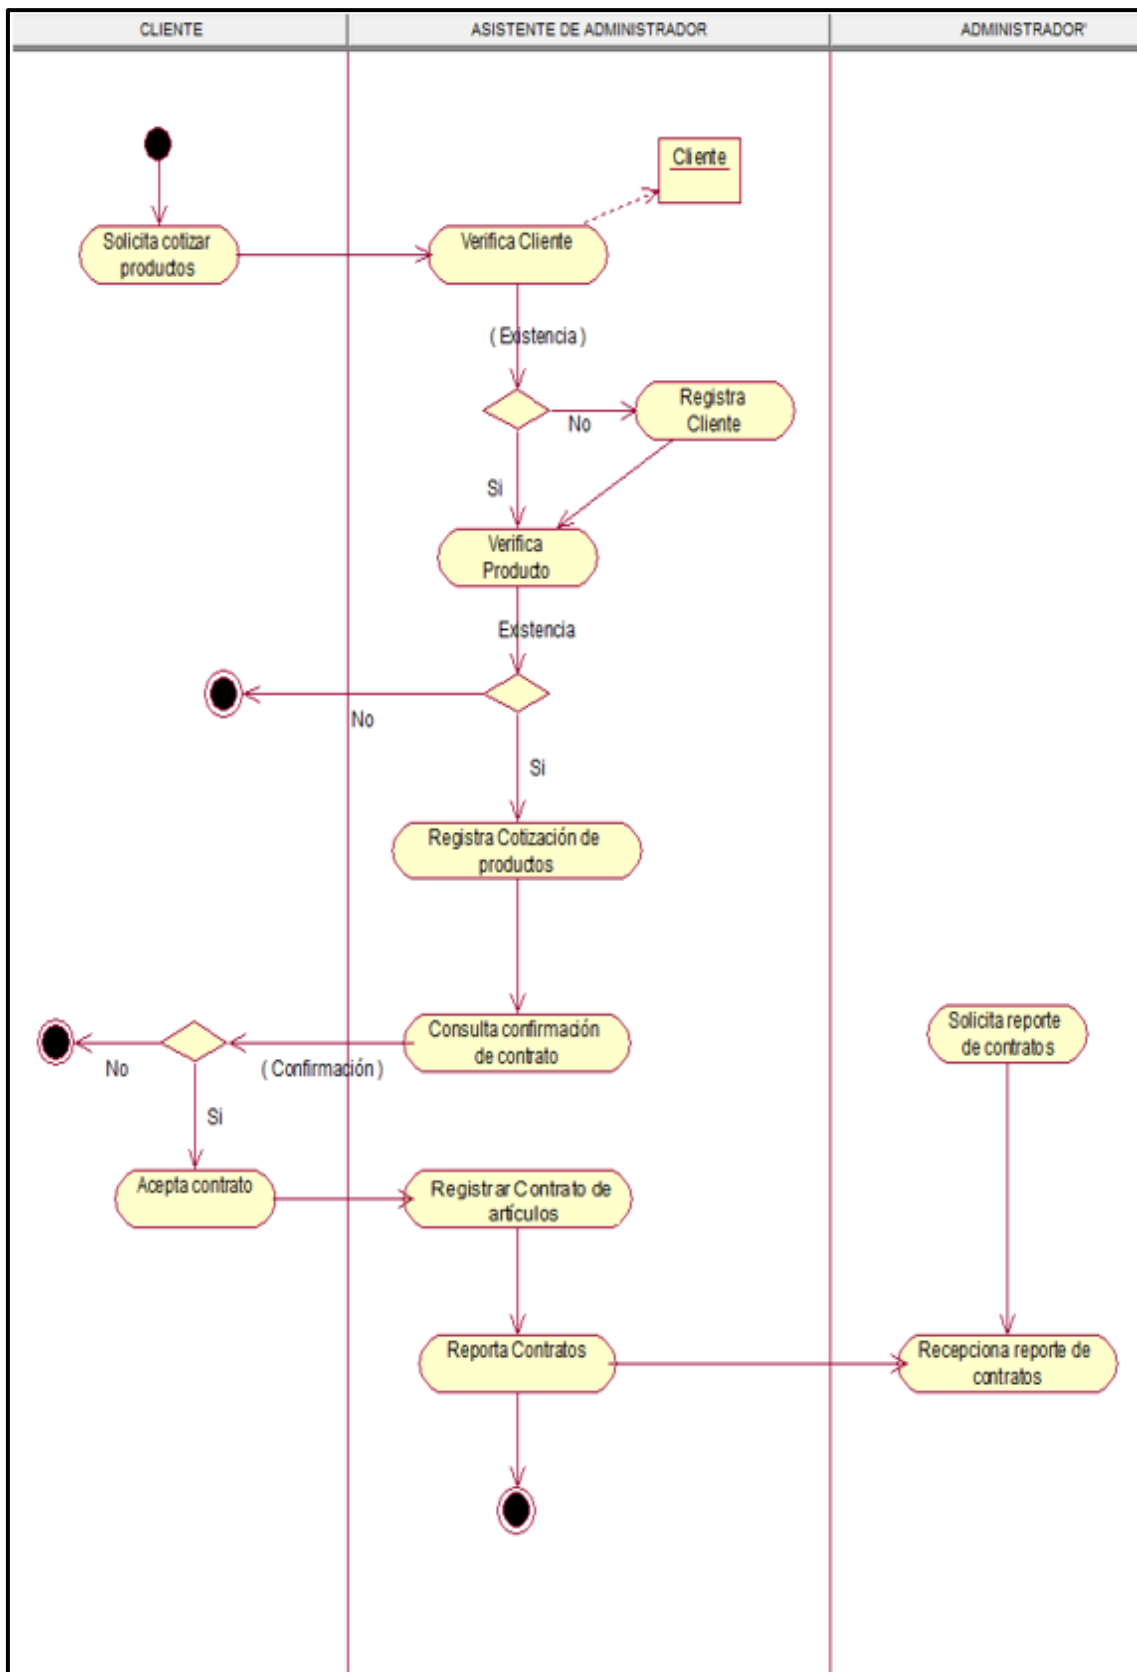 CLIENTE
ASISTENTE DE ADMINISTRADOR
ADMINISTRADOR'
Cliente
Solicita cotizar
productos
Verifica Cliente
( Existencia )
Registra
Cliente
No
Si
Verifica
Producto
Existencia
No
Si
Registra Cotización de
productos
Consulta confirmación
de contrato
Solicita reporte
de contratos
No
( Confirmación )
Si
Acepta contrato
Registrar Contrato de
artículos
Reporta Contratos
Recepciona reporte de
contratos